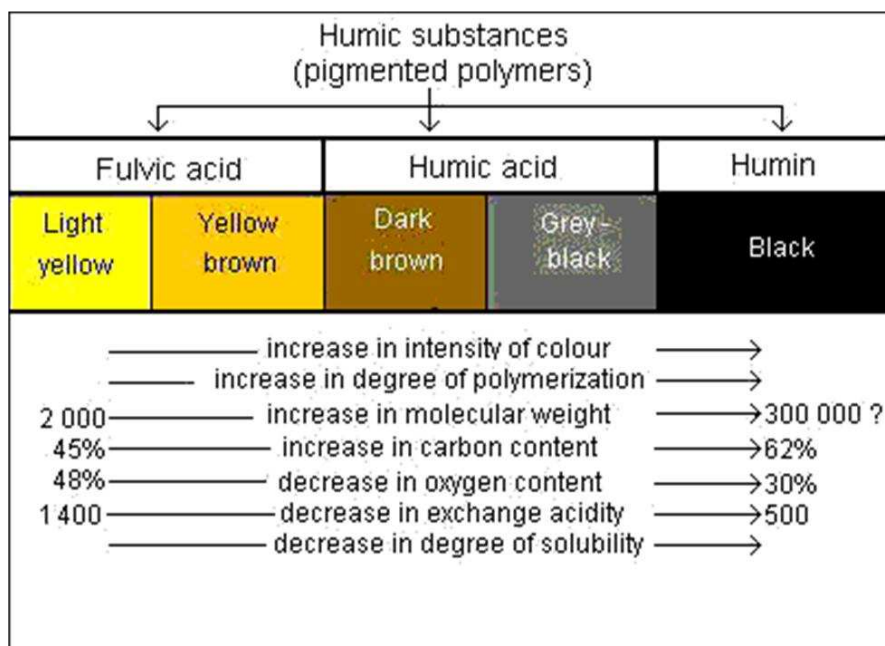 Humic substances
(pigmented polymers)
Fulvic acid Humic acid Humin
Light yellow Yellow brown Dark brown Grey-black Black
increase in intensity of colour
increase in degree of polymerization
2 000 increase in molecular weight 300 000 ?
45% increase in carbon content 62%
48% decrease in oxygen content 30%
1 400 decrease in exchange acidity 500
decrease in degree of solubility